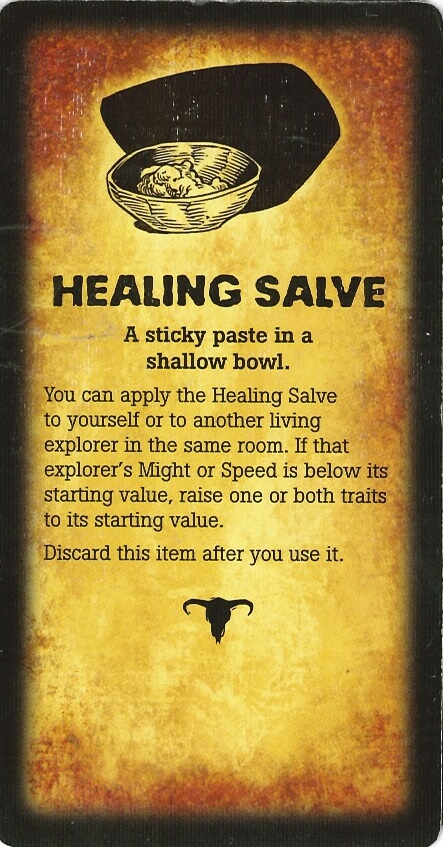 HEALING SALVE
A sticky paste in a
shallow bowl.
You can apply the Healing Salve
to yourself or to another living
explorer in the same room. If that
explorer's Might or Speed is below its
starting value, raise one or both traits
to its starting value.
Discard this item after you use it.